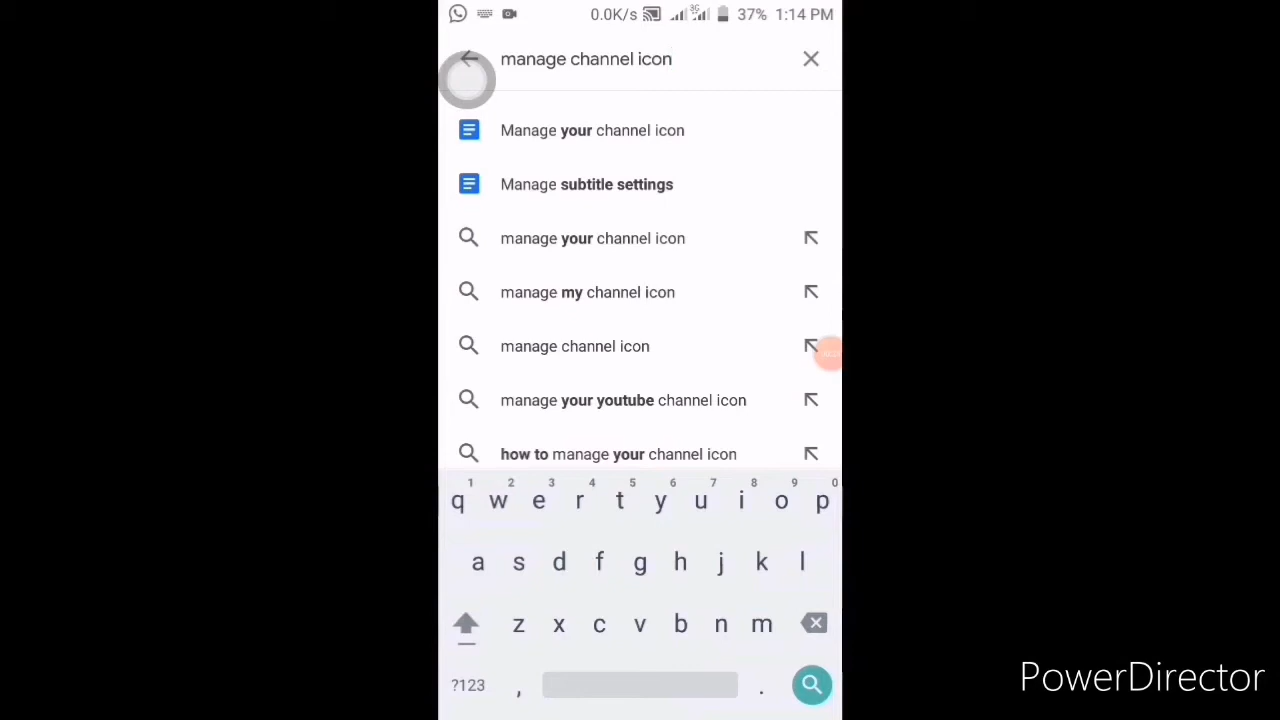 0.0K/s 3G 37% 1:14 PM
manage channel icon
Manage your channel icon
Manage subtitle settings
manage your channel icon
manage my channel icon
manage channel icon
manage your youtube channel icon
how to manage your channel icon
1 2 3 4 5 6 7 8 9 0
q w e r t y u i o p
a s d f g h j k l
z x c v b n m
?123 , .
PowerDirector